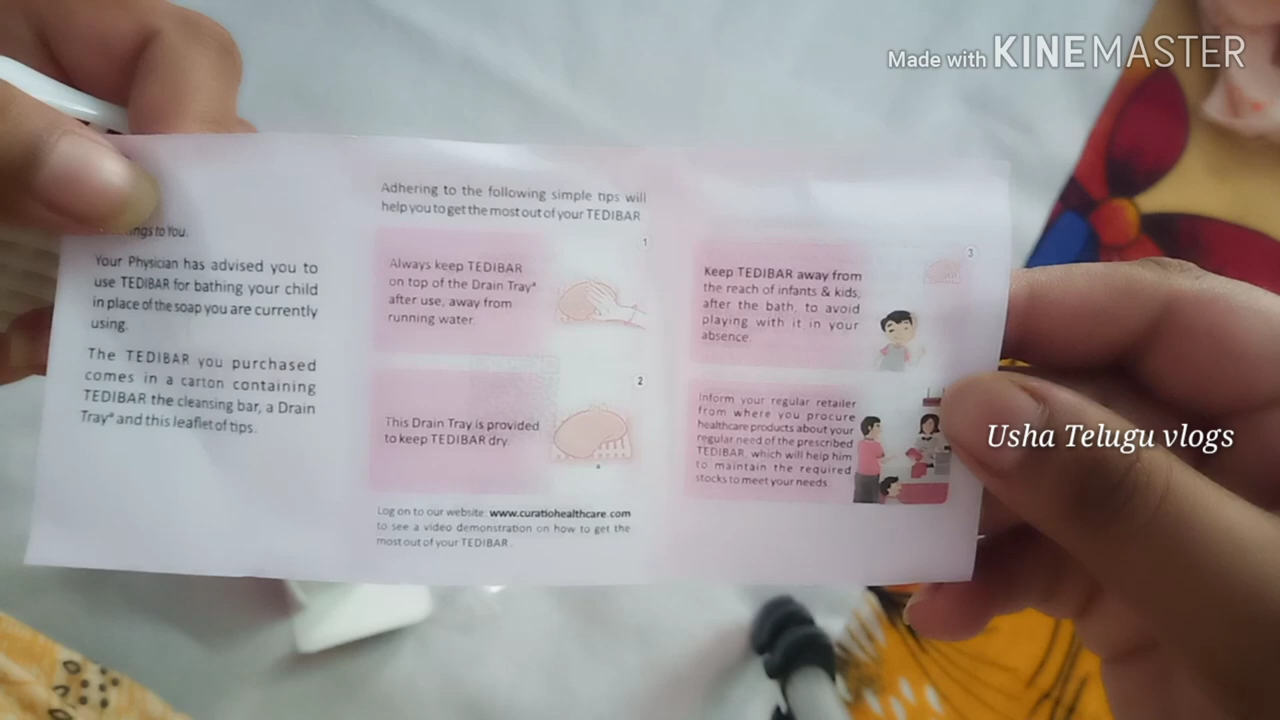 Made with KINEMASTER
to You.
Your Physician has advised you to
use TEDIBAR for bathing your child
in place of the soap you are currently
using.
The TEDIBAR you purchased
comes in a carton containing
TEDIBAR the cleansing bar, a Drain
Tray* and this leaflet of tips.
Adhering to the following simple tips will
help you to get the most out of your TEDIBAR
1
Always keep TEDIBAR
on top of the Drain Tray*
after use, away from
running water.
2
This Drain Tray is provided
to keep TEDIBAR dry.
*
Log on to our website: www.curatiohealthcare.com
to see a video demonstration on how to get the
most out of your TEDIBAR.
3
Keep TEDIBAR away from
the reach of infants & kids,
after the bath, to avoid
playing with it in your
absence.
Inform your regular retailer
from where you procure
healthcare products about your
regular need of the prescribed
TEDIBAR, which will help him
to maintain the required
stocks to meet your needs.
Usha Telugu vlogs